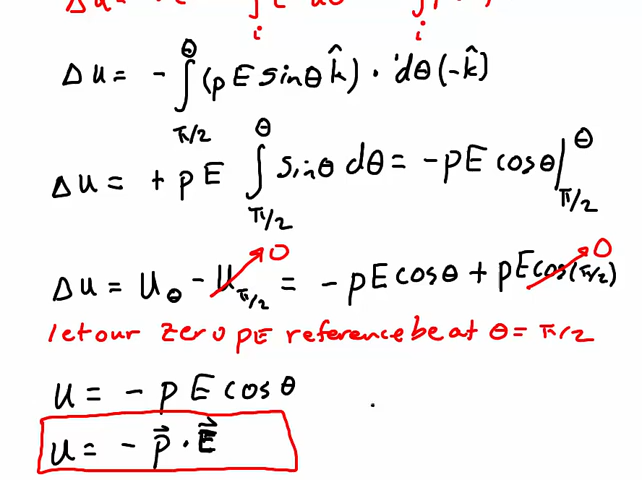 Δu = - ∫_{π/2}^{θ} (pE sinθ k̂) · dθ(-k̂)
Δu = + pE ∫_{π/2}^{θ} sinθ dθ = -pE cosθ |_{π/2}^{θ}
Δu = U_θ - U_{π/2} → 0 = - pE cosθ + pE cos(π/2) → 0
let our zero PE reference be at θ = π/2
u = - pE cosθ
u = - p⃗ · E⃗